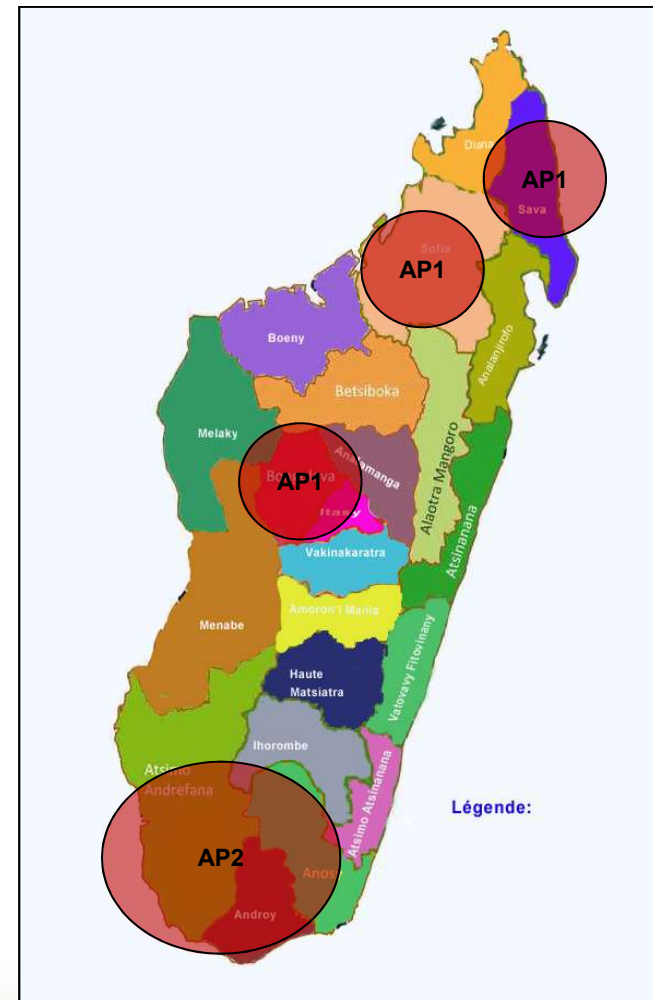 Diana
AP1
Sava
Sofia
AP1
Boeny
Analanjirofo
Betsiboka
Melaky
Alaotra Mangoro
Analamanga
AP1
Itasy
Atsinanana
Vakinakaratra
Amoron'i Mania
Menabe
Vatovavy Fitovinany
Haute
Matsiatra
Ihorombe
Atsimo
Andrefana
Atsimo Atsinanana
Légende:
AP2
Anosy
Androy